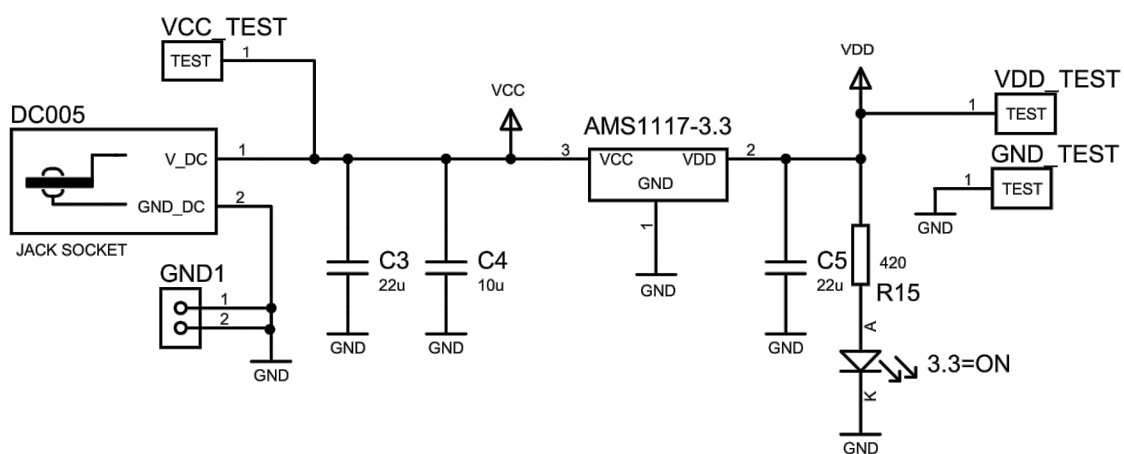 VCC_TEST
TEST
1
DC005
V_DC
1
GND_DC
2
JACK SOCKET
GND1
1
2
GND
C3
22u
GND
C4
10u
GND
VCC
AMS1117-3.3
3
VCC
VDD
2
GND
1
GND
C5
22u
GND
VDD
420
R15
A
3.3=ON
K
GND
VDD_TEST
1
TEST
GND_TEST
1
TEST
GND